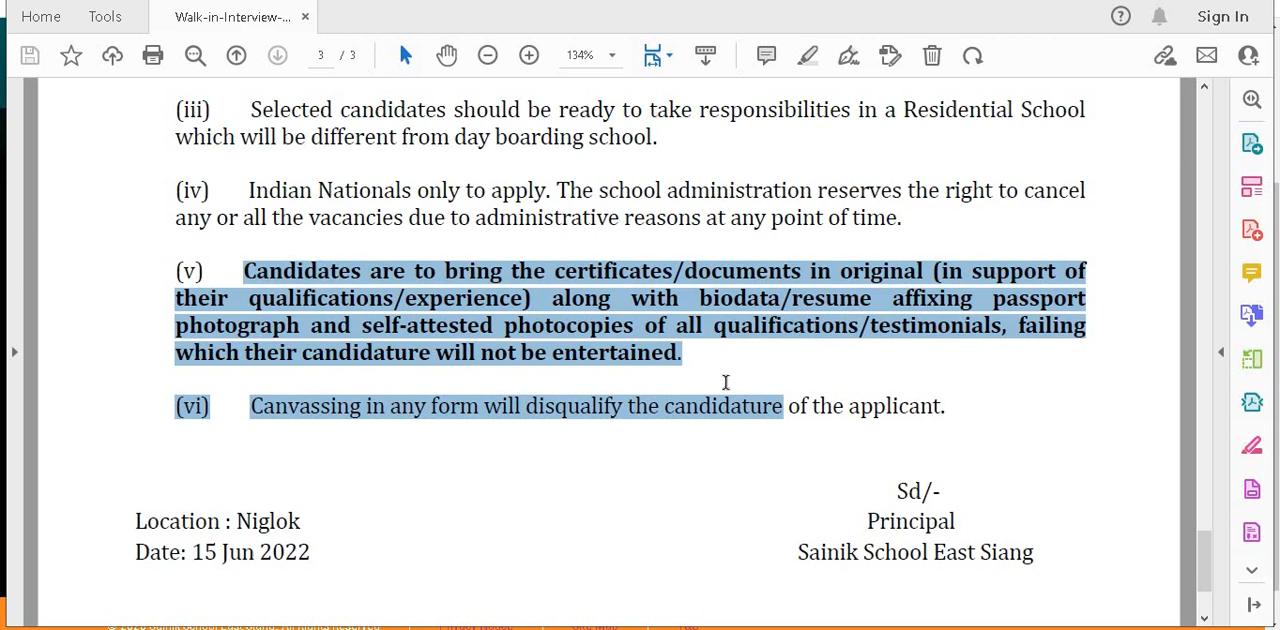 Home Tools Walk-in-Interview-... × Sign In
3 / 3 134%
(iii) Selected candidates should be ready to take responsibilities in a Residential School
which will be different from day boarding school.
(iv) Indian Nationals only to apply. The school administration reserves the right to cancel
any or all the vacancies due to administrative reasons at any point of time.
(v) Candidates are to bring the certificates/documents in original (in support of
their qualifications/experience) along with biodata/resume affixing passport
photograph and self-attested photocopies of all qualifications/testimonials, failing
which their candidature will not be entertained.
(vi) Canvassing in any form will disqualify the candidature of the applicant.
Sd/-
Location : Niglok Principal
Date: 15 Jun 2022 Sainik School East Siang